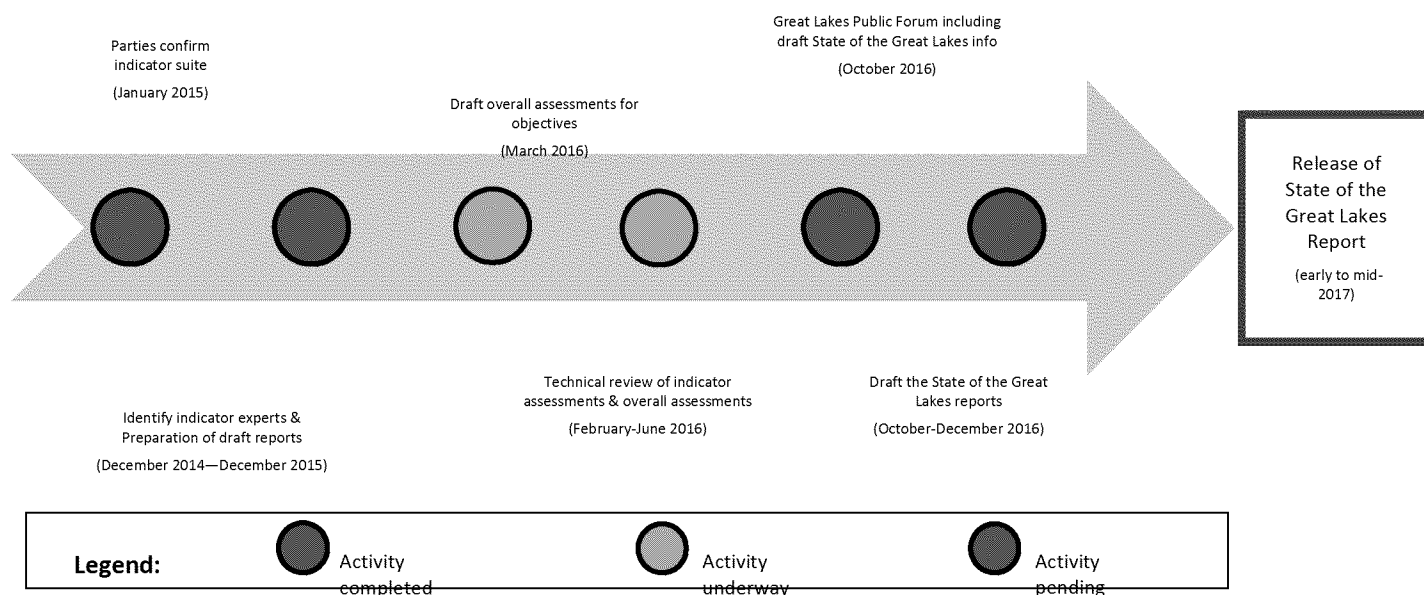 Parties confirm
indicator suite
(January 2015)
Draft overall assessments for
objectives
(March 2016)
Great Lakes Public Forum including
draft State of the Great Lakes info
(October 2016)
Release of
State of the
Great Lakes
Report
(early to mid-
2017)
Identify indicator experts &
Preparation of draft reports
(December 2014—December 2015)
Technical review of indicator
assessments & overall assessments
(February-June 2016)
Draft the State of the Great
Lakes reports
(October-December 2016)
Legend:
Activity
completed
Activity
underway
Activity
pending